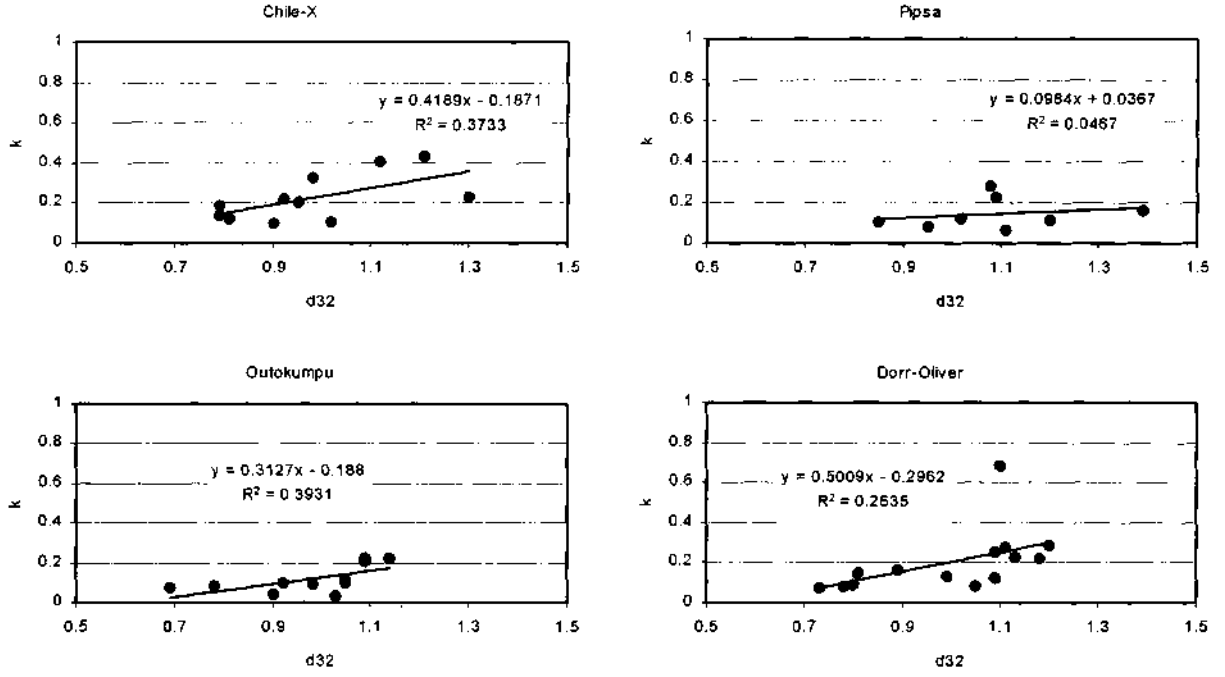 Chile-X
1
0.8
0.6
0.4
0.2
0
k
y = 0.4189x - 0.1871
R² = 0.3733
0.5 0.7 0.9 1.1 1.3 1.5
d32
Pipsa
1
0.8
0.6
0.4
0.2
0
k
y = 0.0984x + 0.0367
R² = 0.0467
0.5 0.7 0.9 1.1 1.3 1.5
d32
Outokumpu
1
0.8
0.6
0.4
0.2
0
k
y = 0.3127x - 0.188
R² = 0.3931
0.5 0.7 0.9 1.1 1.3 1.5
d32
Dorr-Oliver
1
0.8
0.6
0.4
0.2
0
k
y = 0.5009x - 0.2962
R² = 0.2535
0.5 0.7 0.9 1.1 1.3 1.5
d32